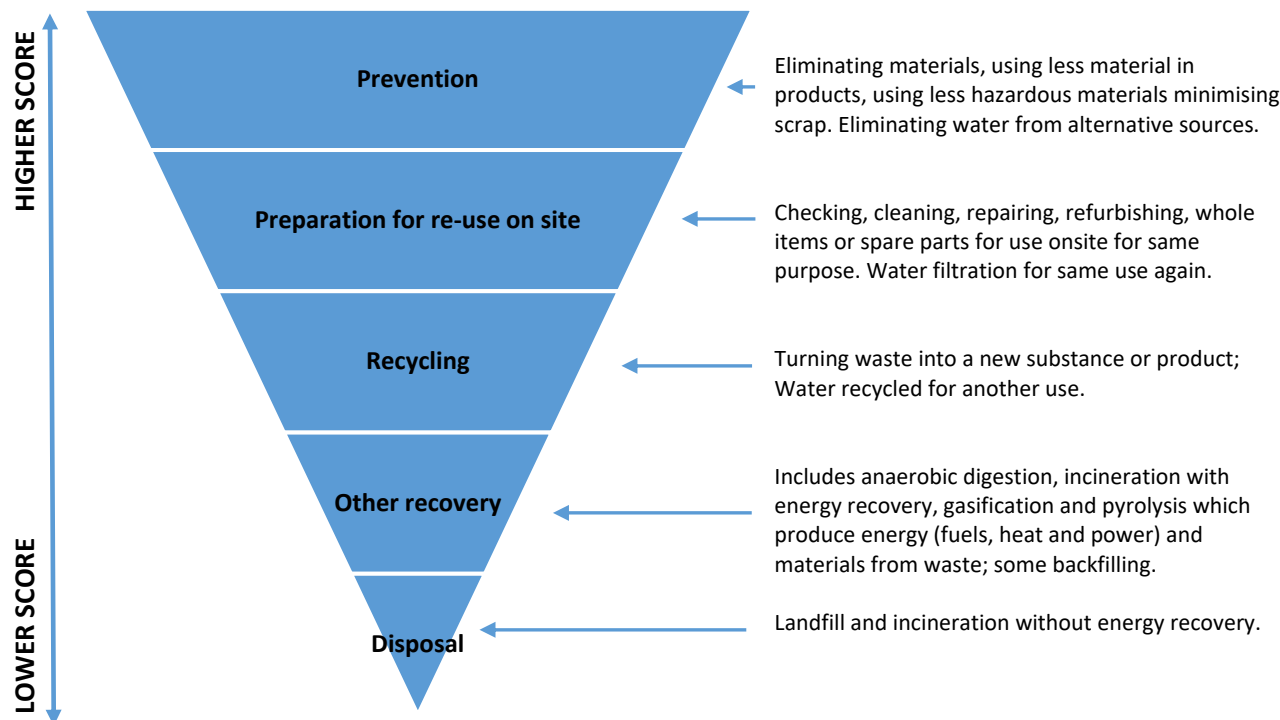 HIGHER SCORE
Prevention
Eliminating materials, using less material in
products, using less hazardous materials minimising
scrap. Eliminating water from alternative sources.
Preparation for re-use on site
Checking, cleaning, repairing, refurbishing, whole
items or spare parts for use onsite for same
purpose. Water filtration for same use again.
Recycling
Turning waste into a new substance or product;
Water recycled for another use.
Other recovery
Includes anaerobic digestion, incineration with
energy recovery, gasification and pyrolysis which
produce energy (fuels, heat and power) and
materials from waste; some backfilling.
LOWER SCORE
Disposal
Landfill and incineration without energy recovery.